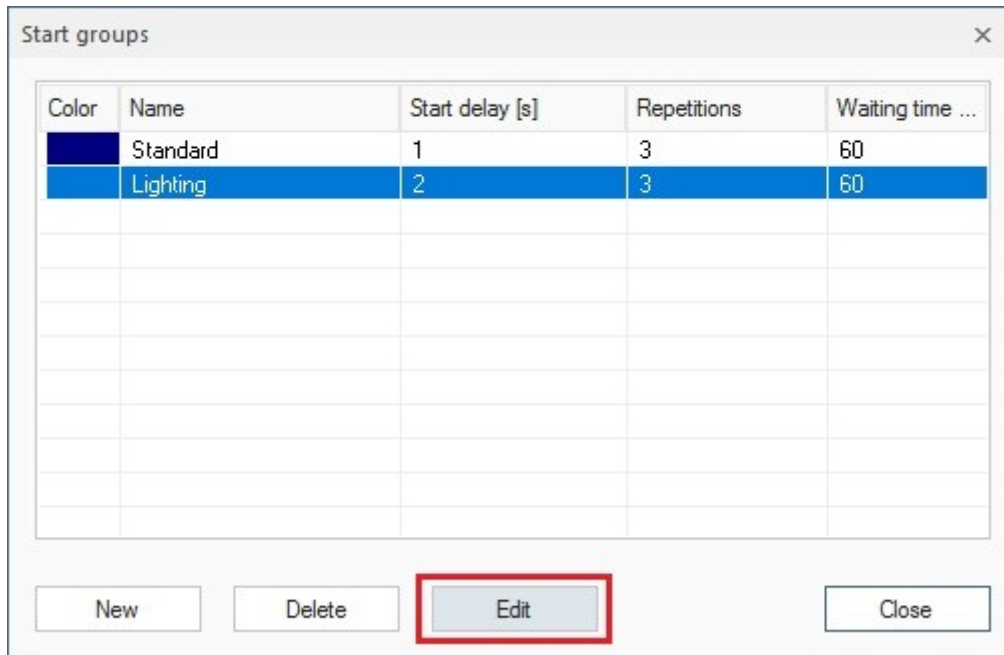 Start groups
Color Name Start delay [s] Repetitions Waiting time ...
Standard 1 3 60
Lighting 2 3 60
New Delete Edit Close